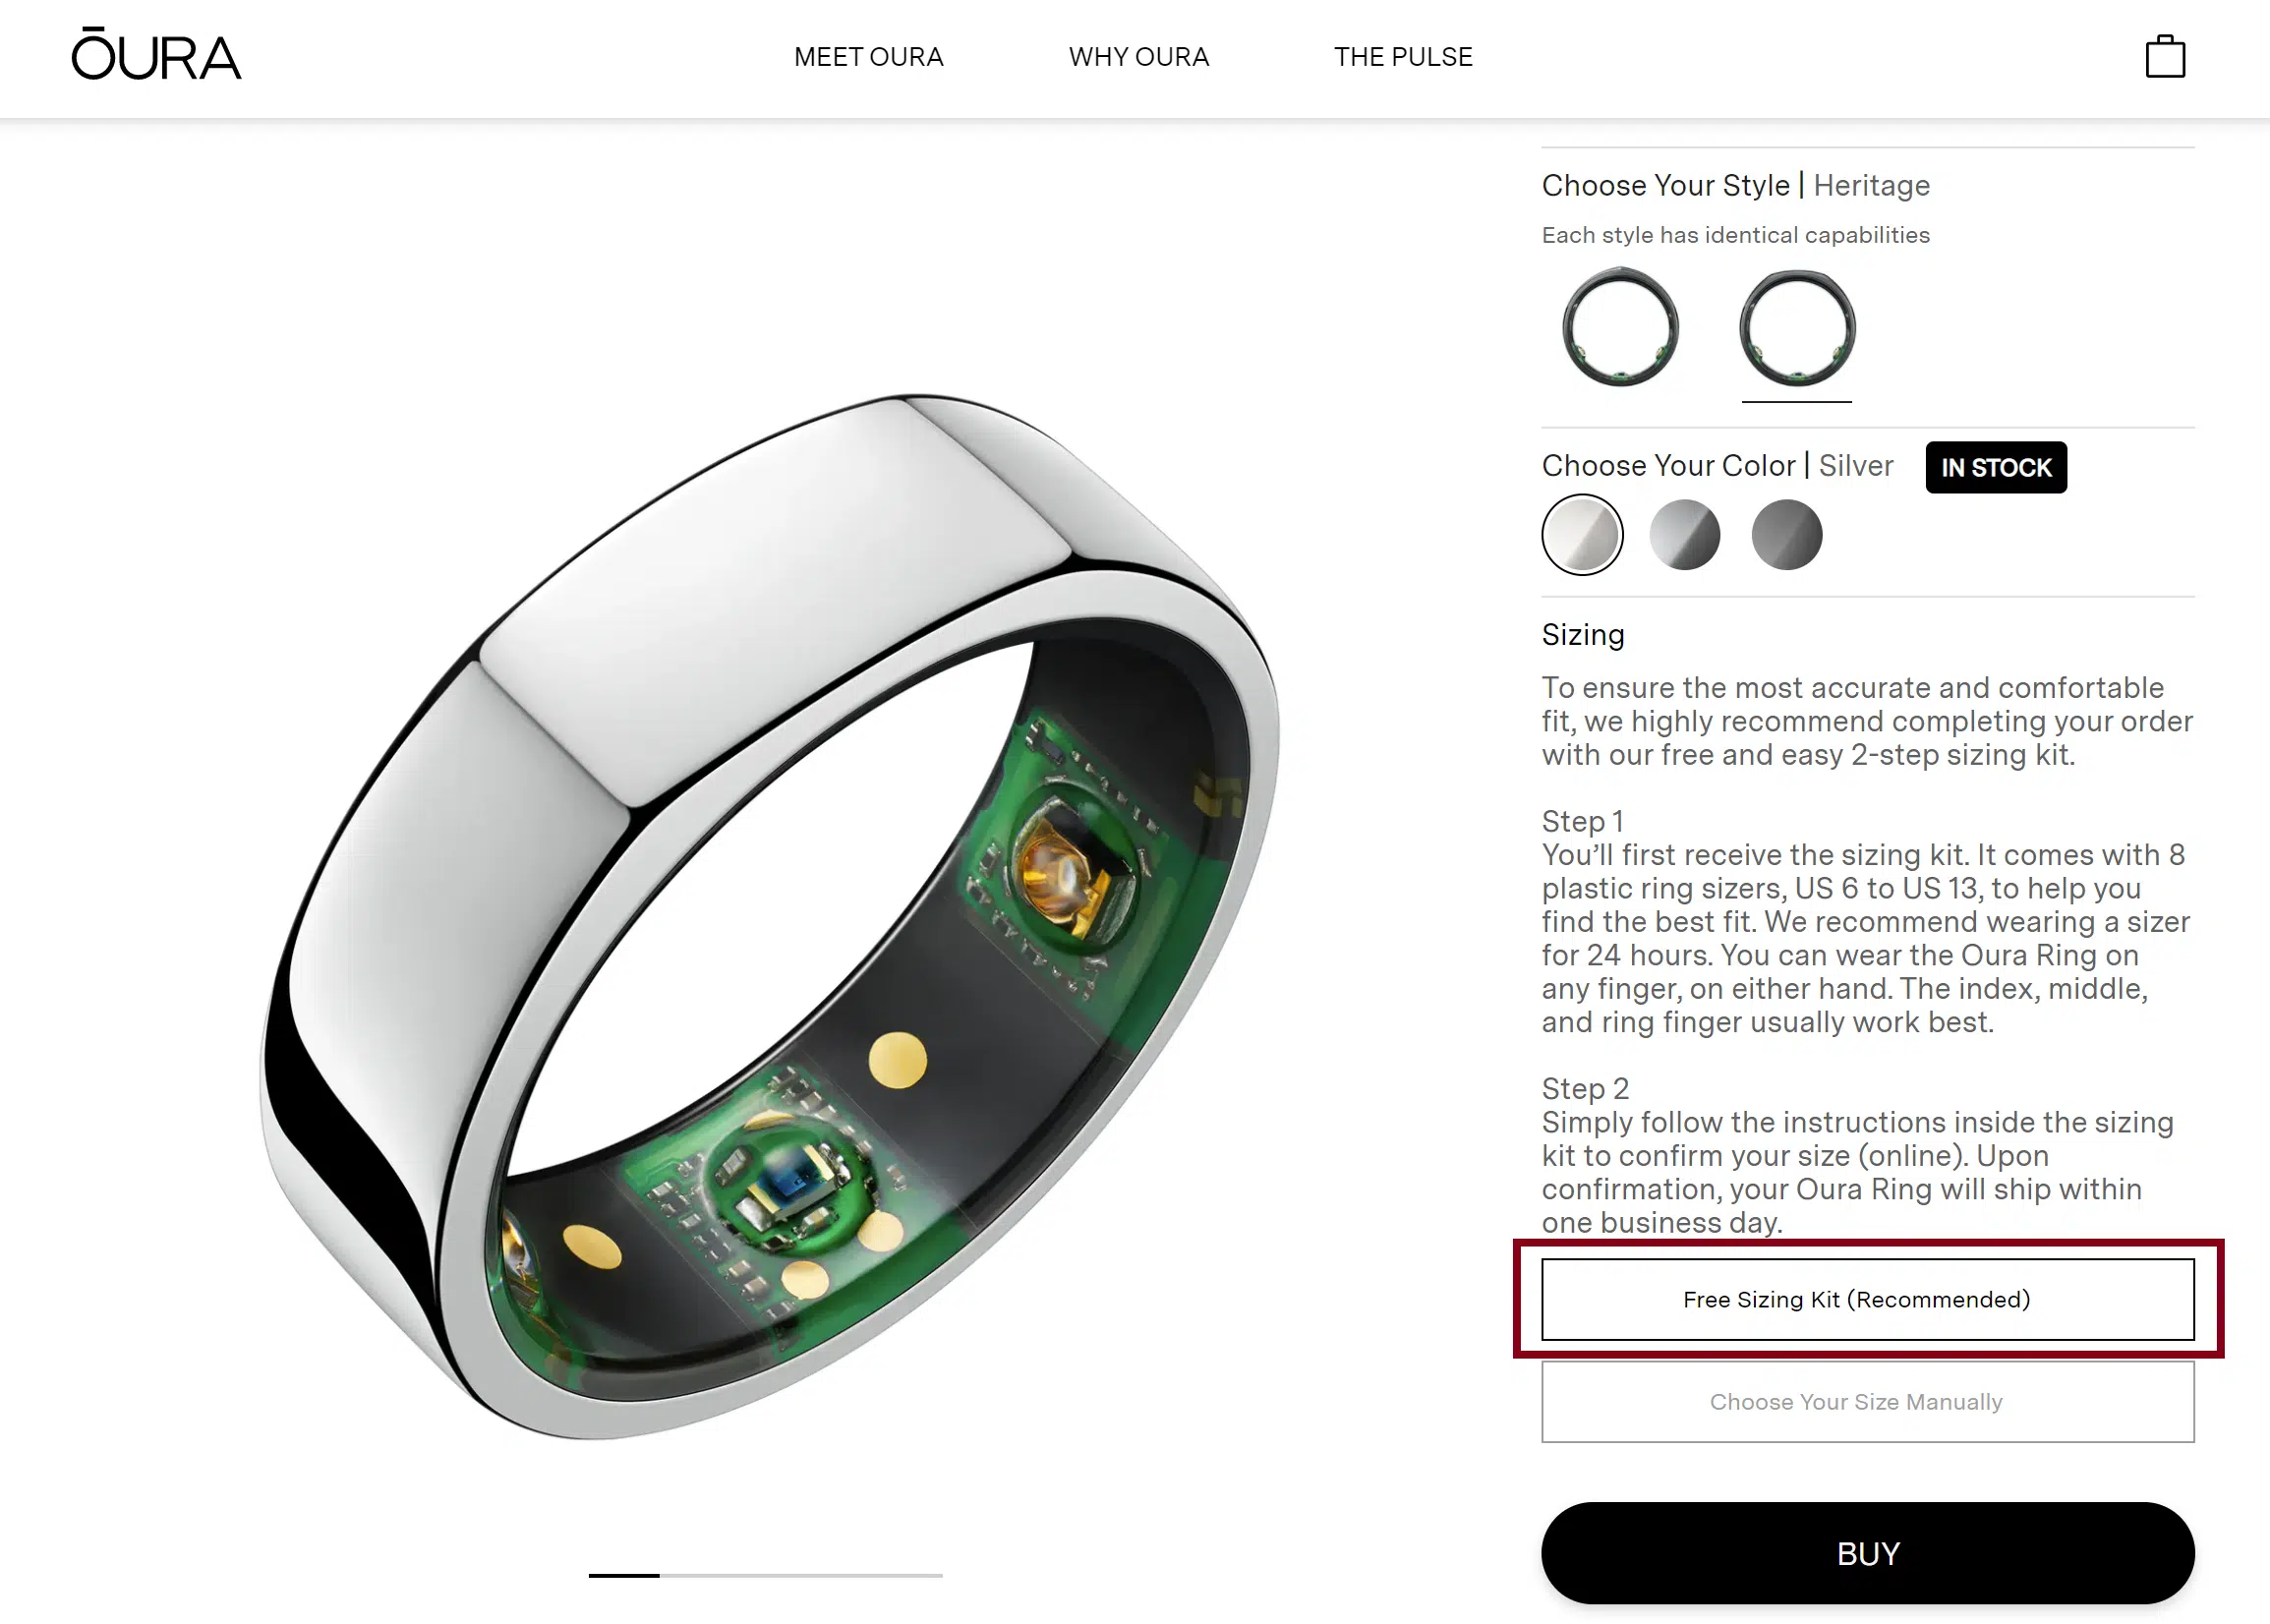 ŌURA
MEET OURA
WHY OURA
THE PULSE
Choose Your Style | Heritage
Each style has identical capabilities
Choose Your Color | Silver
IN STOCK
Sizing
To ensure the most accurate and comfortable
fit, we highly recommend completing your order
with our free and easy 2-step sizing kit.
Step 1
You’ll first receive the sizing kit. It comes with 8
plastic ring sizers, US 6 to US 13, to help you
find the best fit. We recommend wearing a sizer
for 24 hours. You can wear the Oura Ring on
any finger, on either hand. The index, middle,
and ring finger usually work best.
Step 2
Simply follow the instructions inside the sizing
kit to confirm your size (online). Upon
confirmation, your Oura Ring will ship within
one business day.
Free Sizing Kit (Recommended)
Choose Your Size Manually
BUY